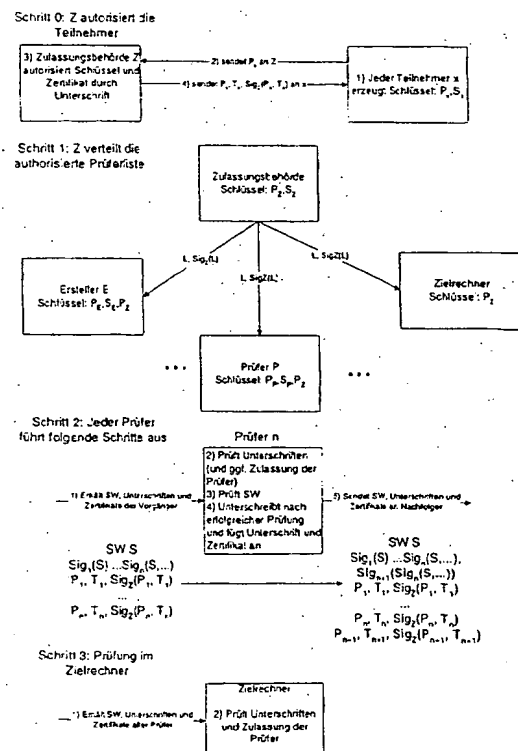 Schritt 0: Z autorisiert die
Teilnehmer
3) Zulassungsbehörde Z
autorisiert Schlüssel und
Zertifikat durch
Unterschrift
2) sendet Px an Z
4) sendet Px, Tx, Sigz(Px, Tx) an x
1) Jeder Teilnehmer x
erzeugt Schlüssel: Px,Sx
Schritt 1: Z verteilt die
authorisierte Prüferliste
Zulassungsbehörde
Schlüssel: PZ,SZ
L, SigZ(L)
L, SigZ(L)
L, SigZ(L)
Ersteller E
Schlüssel: PE,SE,PZ
Zielrechner
Schlüssel: PZ
Prüfer P
Schlüssel: PP,SP,PZ
...
...
Schritt 2: Jeder Prüfer
führt folgende Schritte aus
Prüfer n
1) Erhält SW, Unterschriften und
Zertifikate der Vorgänger
2) Prüft Unterschriften
(und ggf. Zulassung der
Prüfer)
3) Prüft SW
4) Unterschreibt nach
erfolgreicher Prüfung
und fügt Unterschrift und
Zertifikat an
5) Sendet SW, Unterschriften und
Zertifikate an Nachfolger
SW S
Sig1(S) ...Sign(S,...)
P1, T1, SigZ(P1, T1)
...
Pn, Tn, SigZ(Pn, Tn)
SW S
Sig1(S) ...Sign(S,...),
Sign+1(Sign(S,...))
P1, T1, SigZ(P1, T1)
...
Pn, Tn, SigZ(Pn, Tn)
Pn+1, Tn+1, SigZ(Pn+1, Tn+1)
Schritt 3: Prüfung im
Zielrechner
1) Erhält SW, Unterschriften und
Zertifikate aller Prüfer
Zielrechner
2) Prüft Unterschriften
und Zulassung der
Prüfer